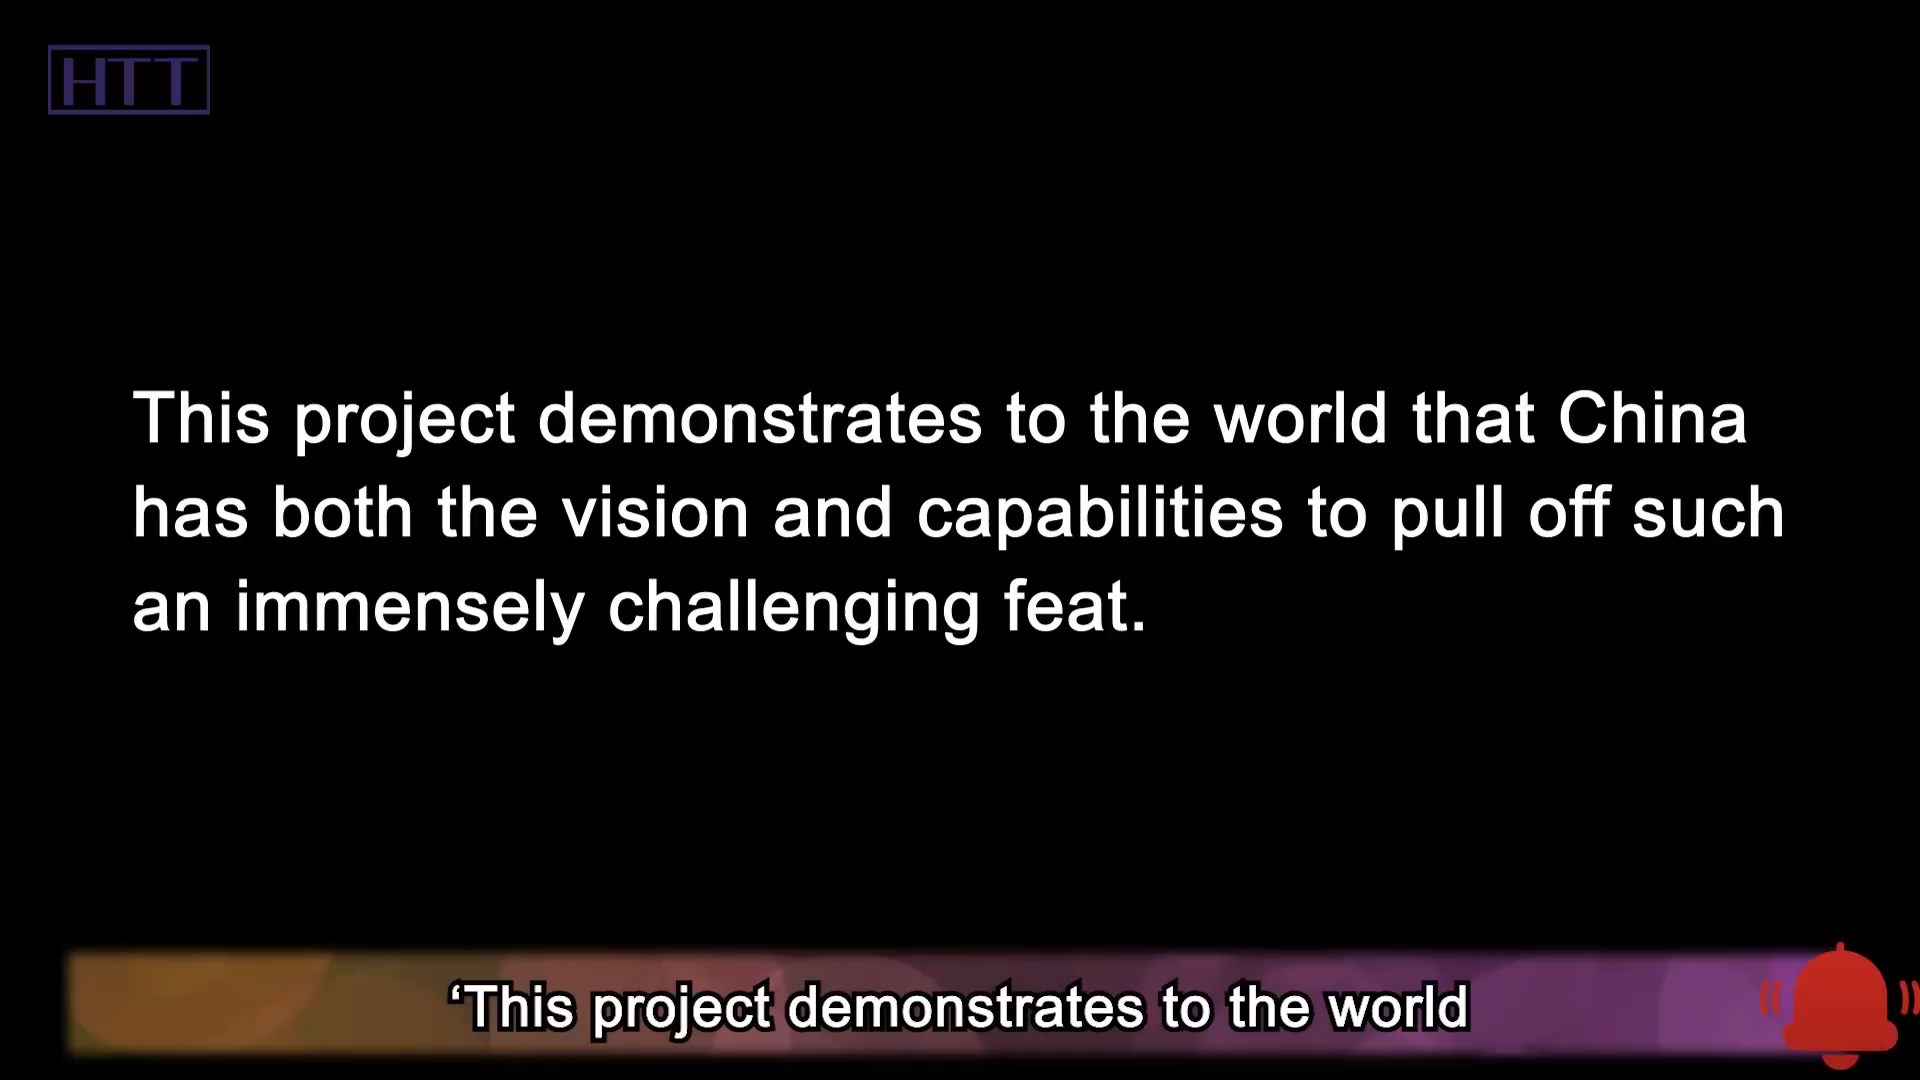 HTT
This project demonstrates to the world that China
has both the vision and capabilities to pull off such
an immensely challenging feat.
‘This project demonstrates to the world